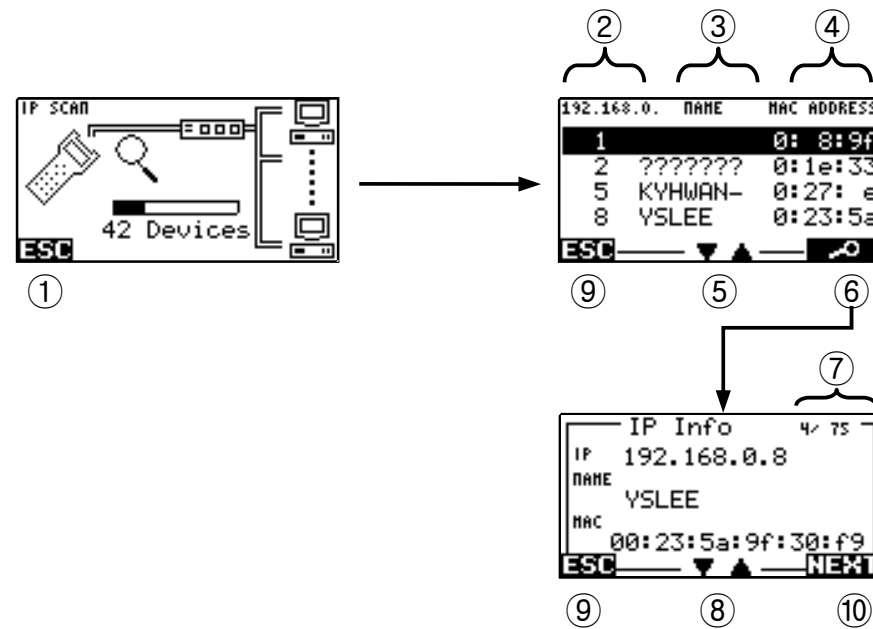 ② ③ ④
IP SCAN
42 Devices
ESC
①
192.168.0. NAME MAC ADDRESS
1 0: 8:9f
2 ??????? 0:1e:33
5 KYHWAN- 0:27: e
8 YSLEE 0:23:5a
ESC
⑨ ⑤ ⑥
⑦
IP Info 4/ 75
IP 192.168.0.8
NAME
YSLEE
MAC
00:23:5a:9f:30:f9
ESC NEXT
⑨ ⑧ ⑩